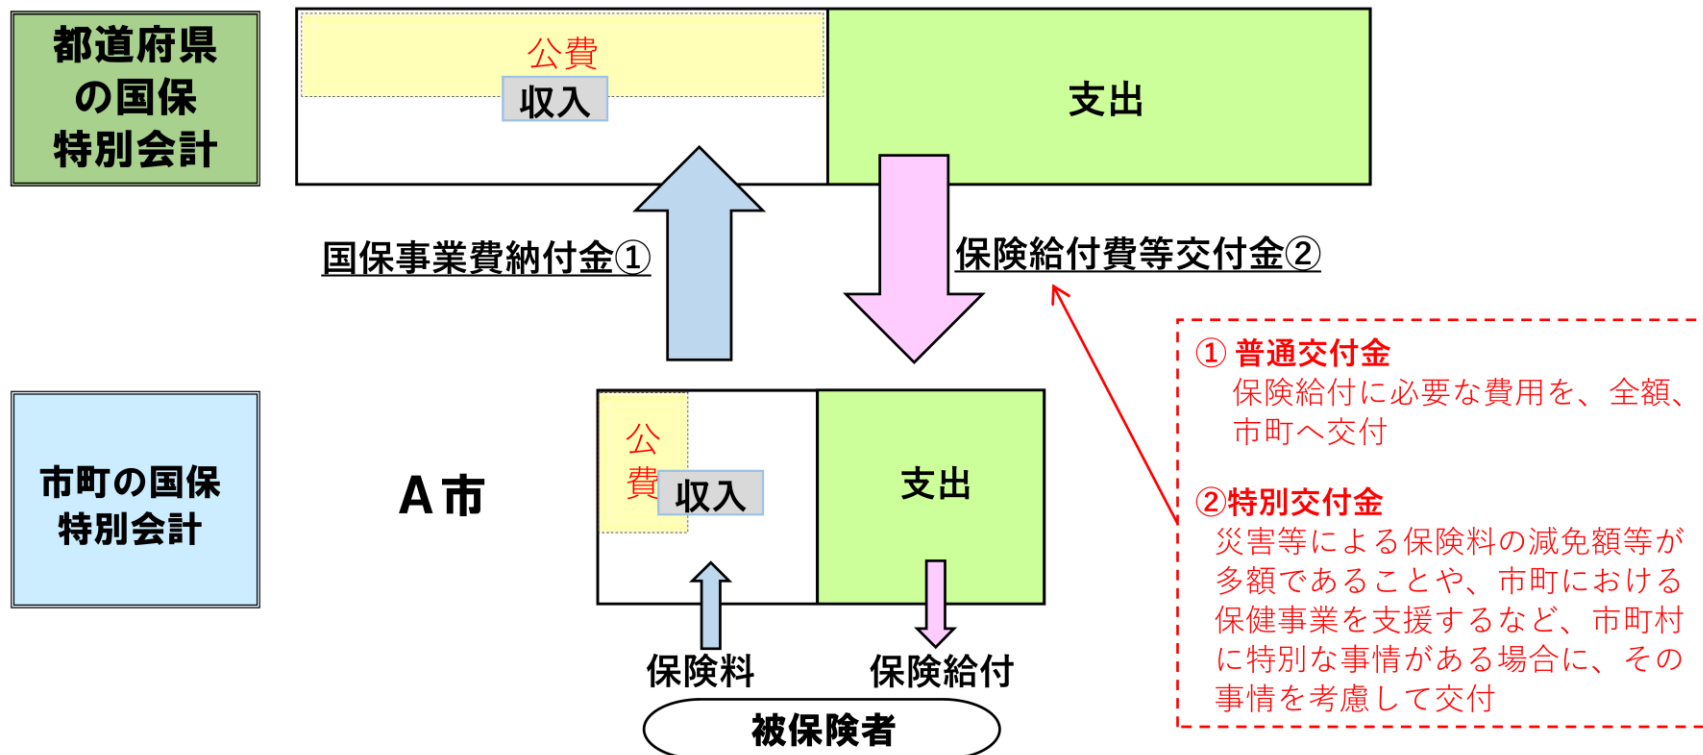 都道府県
の国保
特別会計
公費
収入
支出
国保事業費納付金①
保険給付費等交付金②
① 普通交付金
保険給付に必要な費用を、全額、
市町へ交付
②特別交付金
災害等による保険料の減免額等が
多額であることや、市町における
保健事業を支援するなど、市町村
に特別な事情がある場合に、その
事情を考慮して交付
市町の国保
特別会計
A市
公
費
収入
支出
保険料
保険給付
被保険者